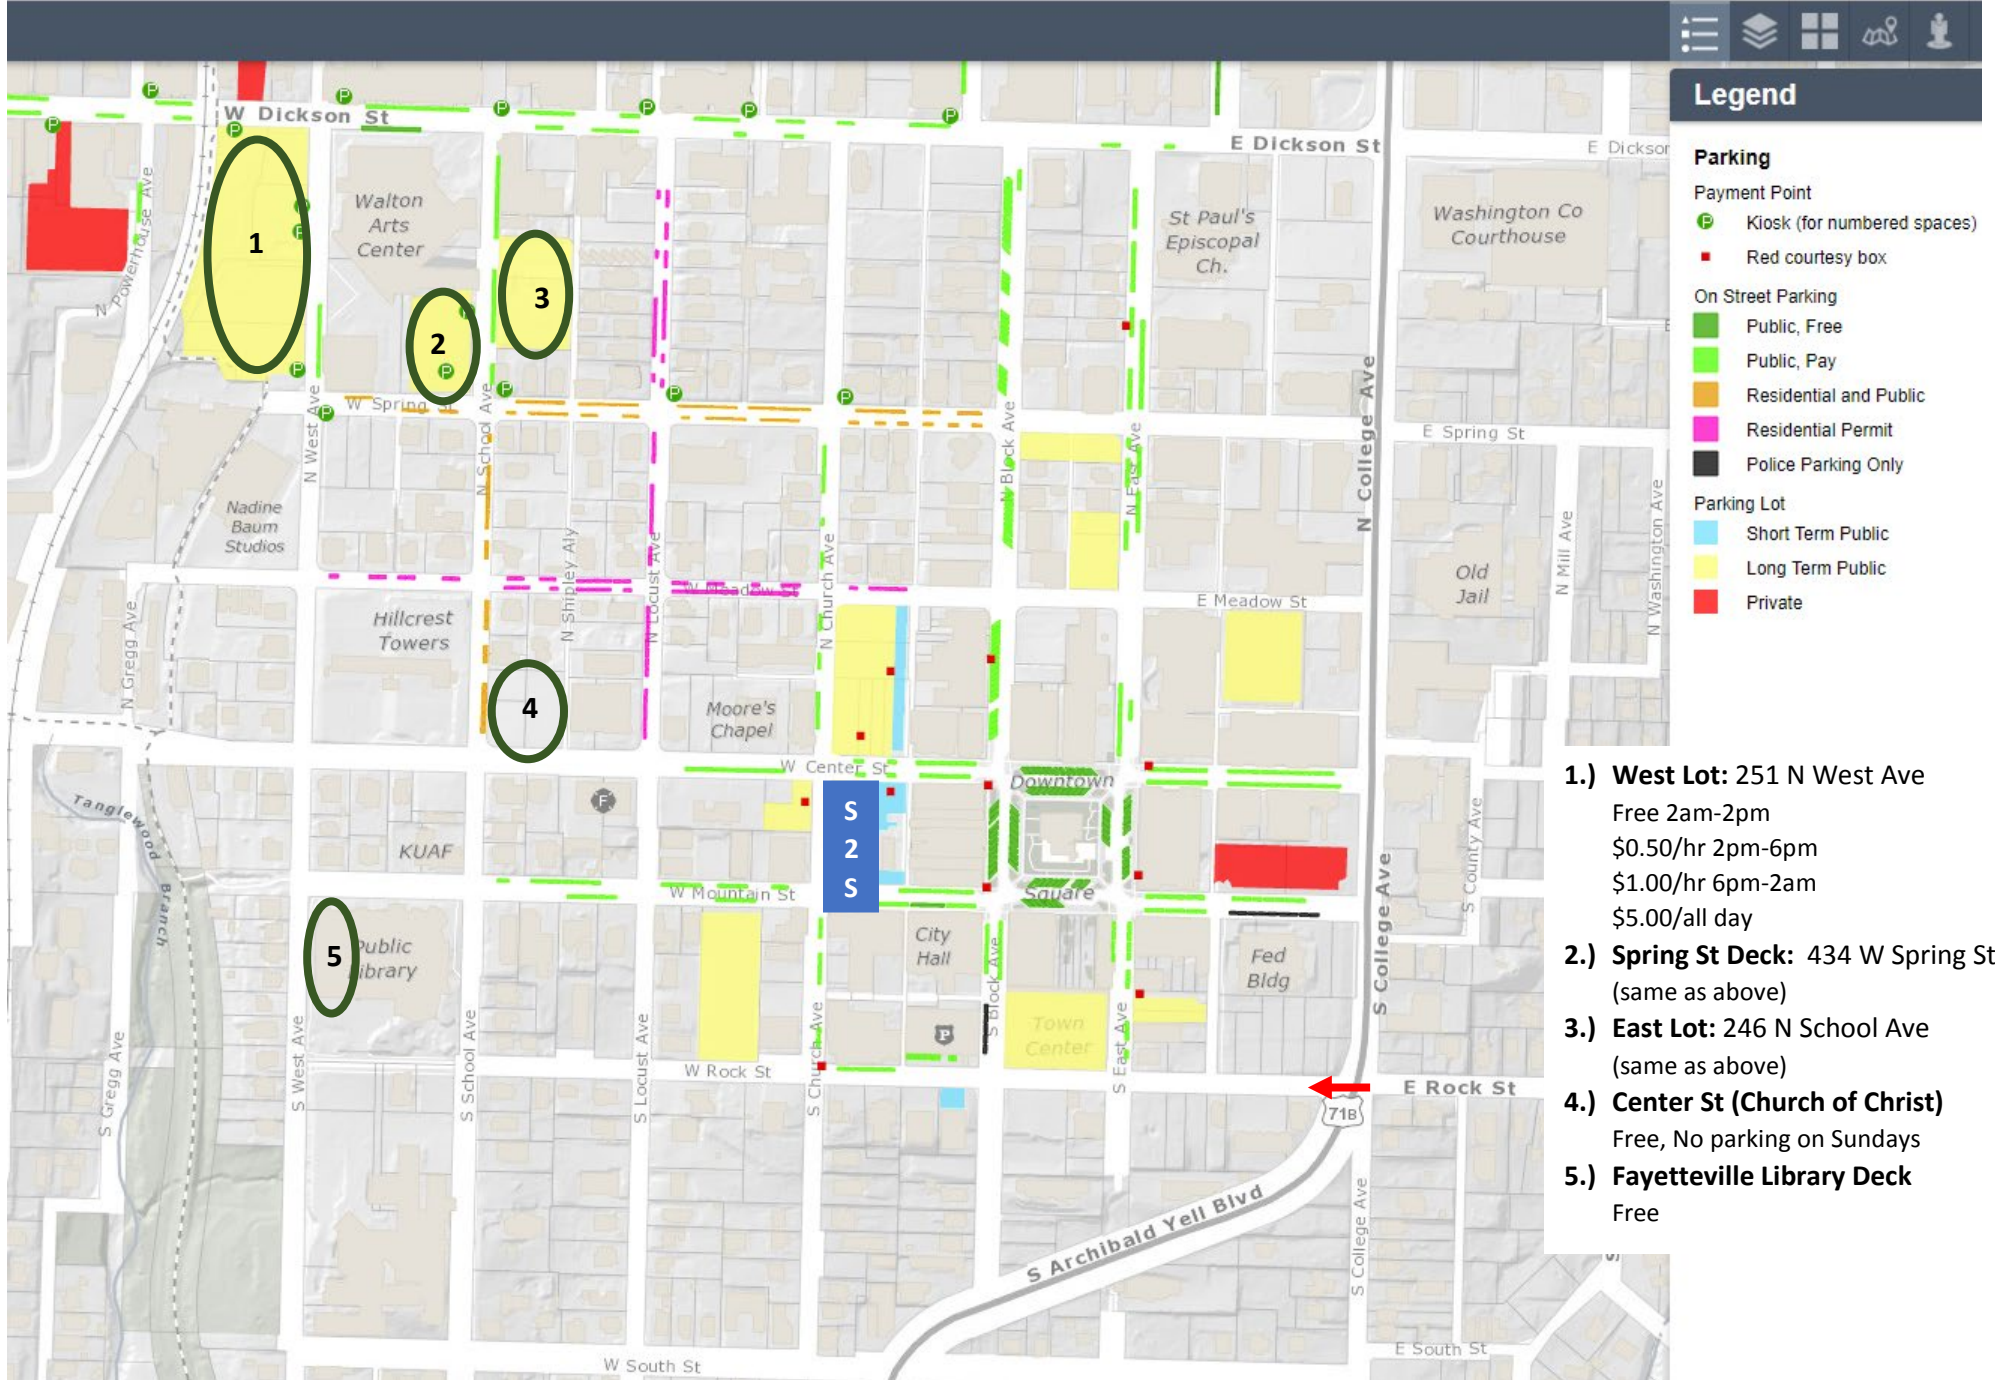 Legend
Parking
Payment Point
P Kiosk (for numbered spaces)
Red courtesy box
On Street Parking
Public, Free
Public, Pay
Residential and Public
Residential Permit
Police Parking Only
Parking Lot
Short Term Public
Long Term Public
Private
1.) West Lot: 251 N West Ave
Free 2am-2pm
$0.50/hr 2pm-6pm
$1.00/hr 6pm-2am
$5.00/all day
2.) Spring St Deck: 434 W Spring St
(same as above)
3.) East Lot: 246 N School Ave
(same as above)
4.) Center St (Church of Christ)
Free, No parking on Sundays
5.) Fayetteville Library Deck
Free
W Dickson St
E Dickson St
E Dickson
N Powerhouse Ave
1
Walton
Arts
Center
2
3
St Paul's
Episcopal
Ch.
Washington Co
Courthouse
W Spring St
E Spring St
N West Ave
N School Ave
N Block Ave
N East Ave
N College Ave
Nadine
Baum
Studios
N Shipley Aly
N Locust Ave
N Church Ave
Old
Jail
N Mill Ave
N Washington Ave
W Meadow St
E Meadow St
N Gregg Ave
Hillcrest
Towers
4
Moore's
Chapel
W Center St
Downtown
Square
Tanglewood
Branch
F
KUAF
S
2
S
W Mountain St
S County Ave
S College Ave
5
Public
Library
City
Hall
Fed
Bldg
S Block Ave
P
Town
Center
S Gregg Ave
S West Ave
S School Ave
S Locust Ave
S Church Ave
S East Ave
W Rock St
E Rock St
71B
S Archibald Yell Blvd
S College Ave
W South St
E South St